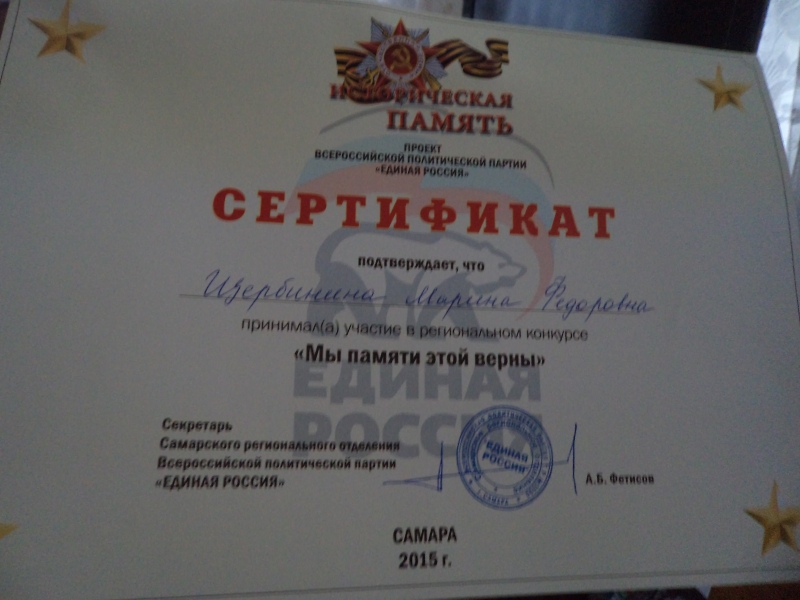 ИСТОРИЧЕСКАЯ
ПАМЯТЬ
ПРОЕКТ
ВСЕРОССИЙСКОЙ ПОЛИТИЧЕСКОЙ ПАРТИИ
«ЕДИНАЯ РОССИЯ»
СЕРТИФИКАТ
подтверждает, что
Щербинина Марина Федоровна
принимал(а) участие в региональном конкурсе
«Мы памяти этой верны»
ЕДИНАЯ
РОССИЯ
Секретарь
Самарского регионального отделения
Всероссийской политической партии
«ЕДИНАЯ РОССИЯ»
ЕДИНАЯ
РОССИЯ
А.Б. Фетисов
САМАРА
2015 г.